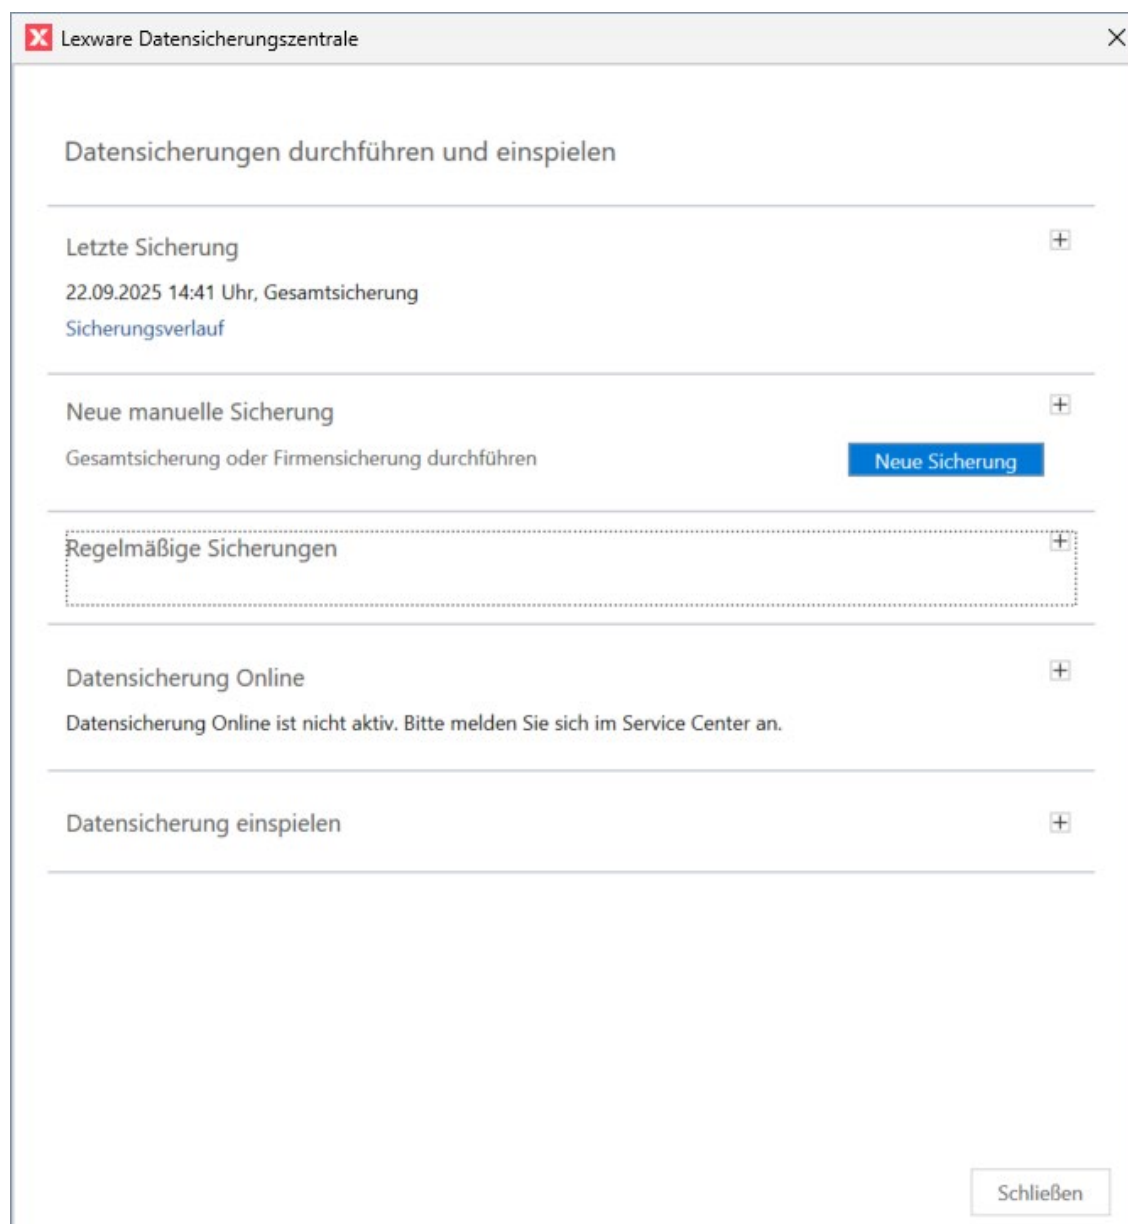 Lexware Datensicherungszentrale
Datensicherungen durchführen und einspielen
Letzte Sicherung
22.09.2025 14:41 Uhr, Gesamtsicherung
Sicherungsverlauf
Neue manuelle Sicherung
Gesamtsicherung oder Firmensicherung durchführen
Neue Sicherung
Regelmäßige Sicherungen
Datensicherung Online
Datensicherung Online ist nicht aktiv. Bitte melden Sie sich im Service Center an.
Datensicherung einspielen
Schließen